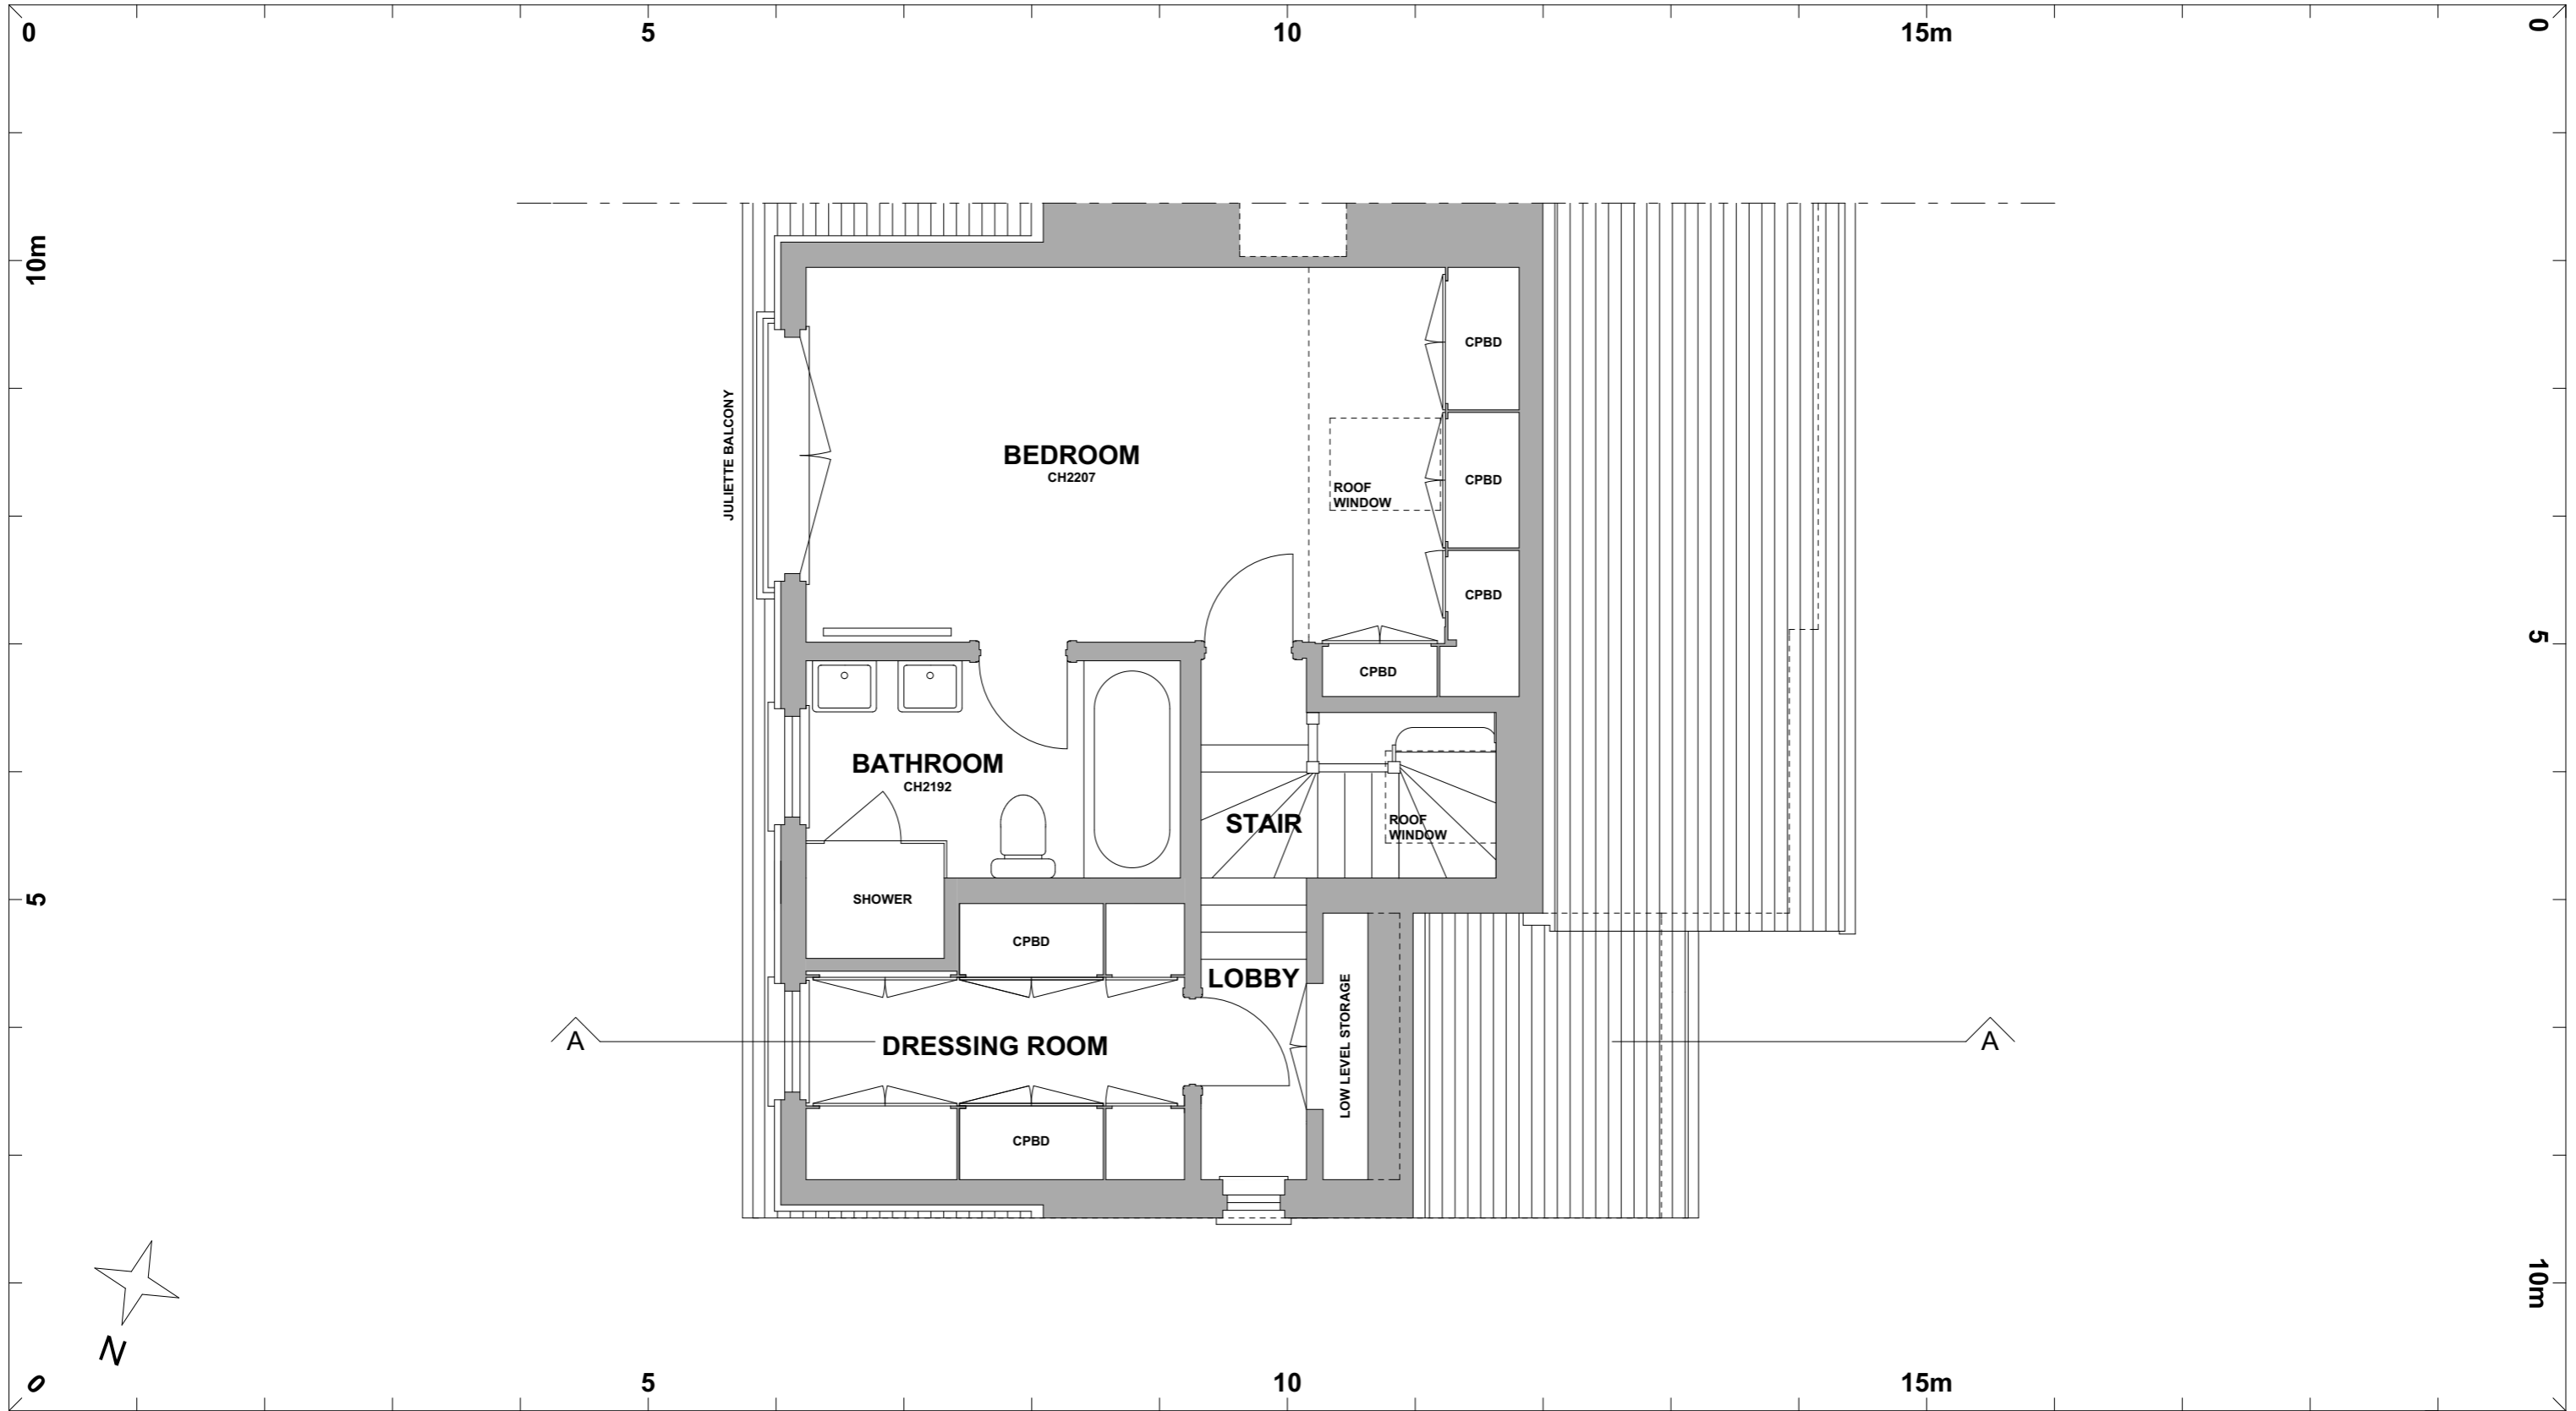 0
5
10
15m
0
10m
JULIETTE BALCONY
BEDROOM
CH2207
CPBD
CPBD
ROOF
WINDOW
CPBD
CPBD
5
BATHROOM
CH2192
STAIR
ROOF
WINDOW
SHOWER
5
CPBD
LOBBY
LOW LEVEL STORAGE
A
DRESSING ROOM
A
CPBD
10m
N
0
5
10
15m